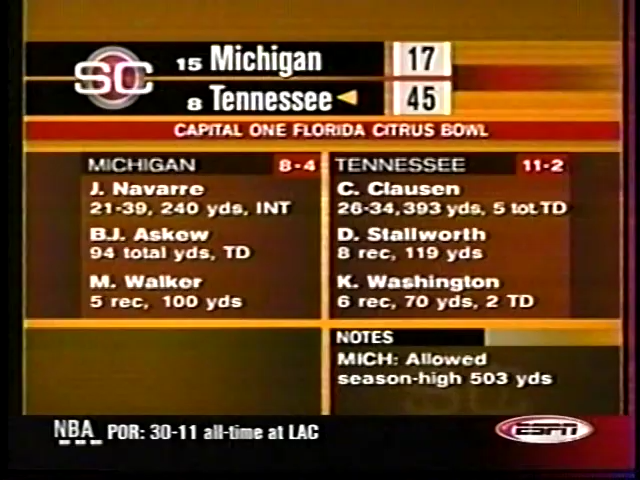 SC
15 Michigan 17
8 Tennessee 45
CAPITAL ONE FLORIDA CITRUS BOWL
MICHIGAN 8-4
J. Navarre
21-39, 240 yds, INT
B.J. Askew
94 total yds, TD
M. Walker
5 rec, 100 yds
TENNESSEE 11-2
C. Clausen
26-34, 393 yds, 5 tot.TD
D. Stallworth
8 rec, 119 yds
K. Washington
6 rec, 70 yds, 2 TD
NOTES
MICH: Allowed
season-high 503 yds
NBA POR: 30-11 all-time at LAC
ESPN